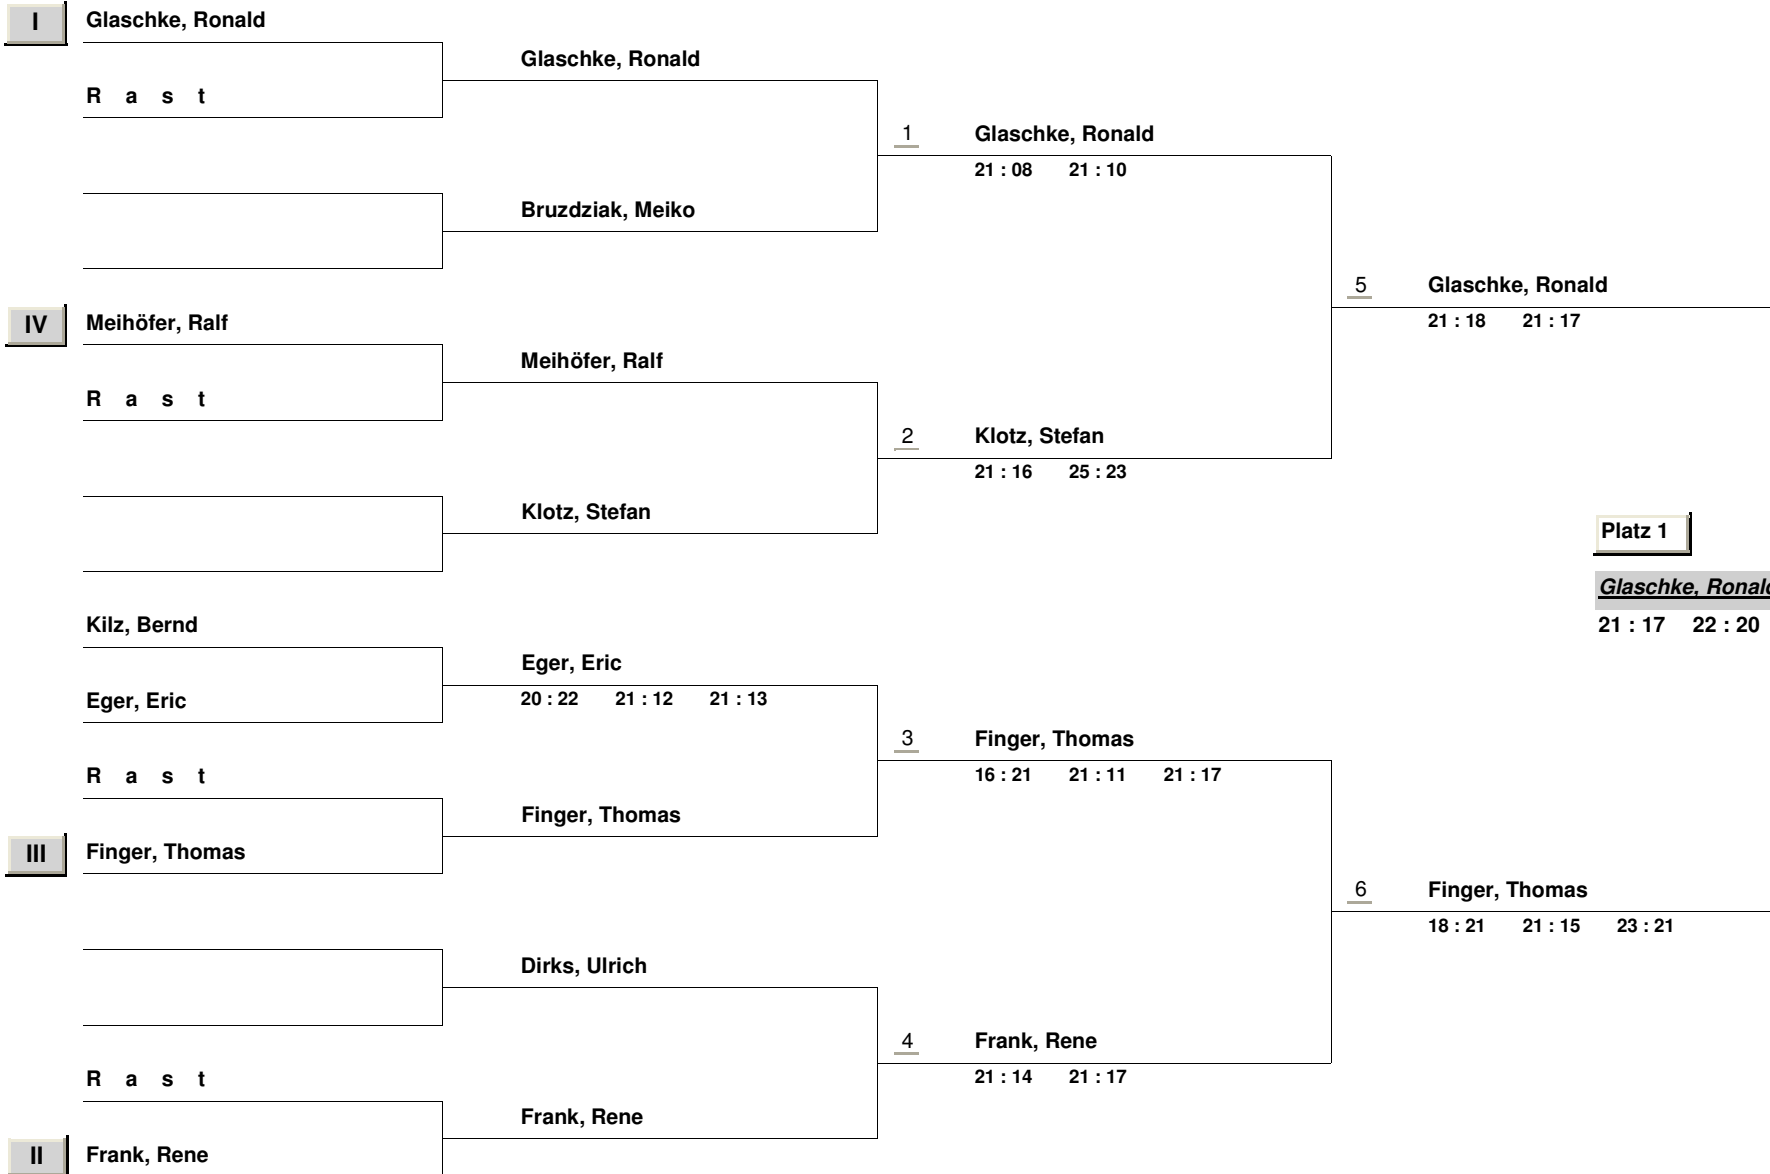 I Glaschke, Ronald
Glaschke, Ronald
R a s t
1 Glaschke, Ronald
21 : 08 21 : 10
Bruzdziak, Meiko
5 Glaschke, Ronald
21 : 18 21 : 17
IV Meihöfer, Ralf
Meihöfer, Ralf
R a s t
2 Klotz, Stefan
21 : 16 25 : 23
Klotz, Stefan
Platz 1
Glaschke, Ronald
21 : 17 22 : 20
Kilz, Bernd
Eger, Eric
20 : 22 21 : 12 21 : 13
Eger, Eric
3 Finger, Thomas
16 : 21 21 : 11 21 : 17
R a s t
Finger, Thomas
III Finger, Thomas
6 Finger, Thomas
18 : 21 21 : 15 23 : 21
Dirks, Ulrich
4 Frank, Rene
21 : 14 21 : 17
R a s t
Frank, Rene
II Frank, Rene